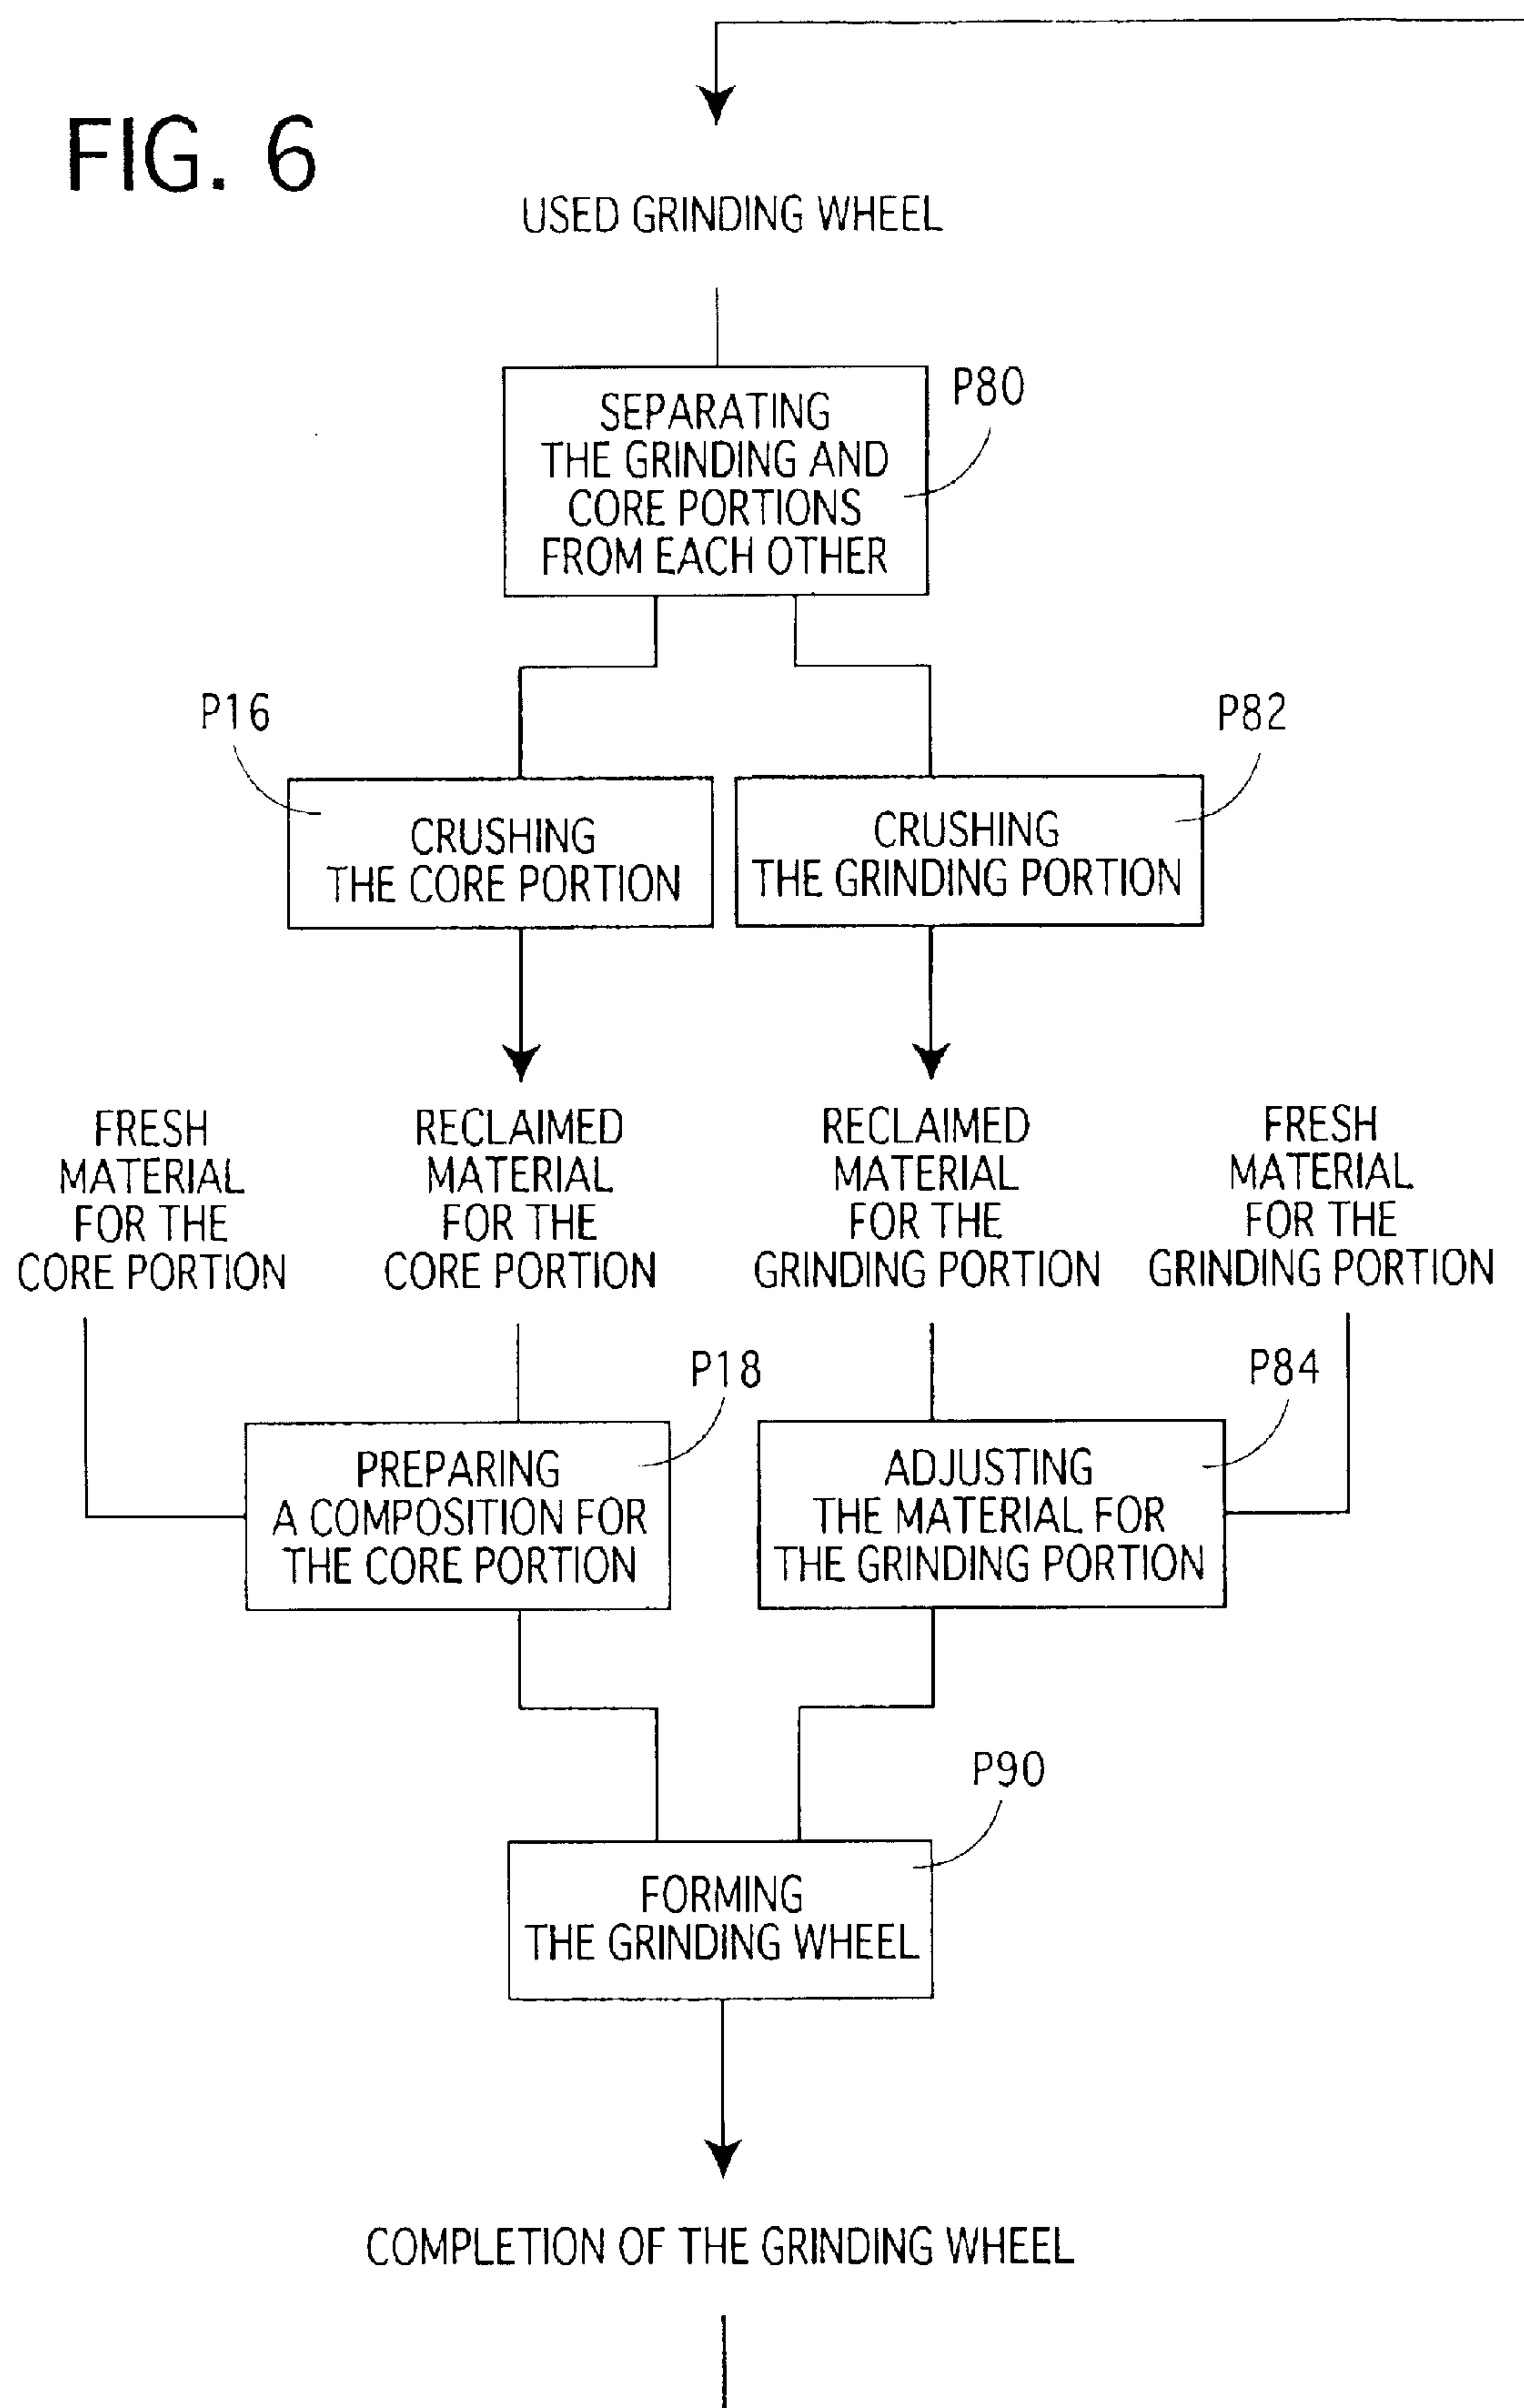 FIG. 6
USED GRINDING WHEEL
P80
SEPARATING
THE GRINDING AND
CORE PORTIONS
FROM EACH OTHER
P16
CRUSHING
THE CORE PORTION
P82
CRUSHING
THE GRINDING PORTION
FRESH
MATERIAL
FOR THE
CORE PORTION
RECLAIMED
MATERIAL
FOR THE
CORE PORTION
RECLAIMED
MATERIAL
FOR THE
GRINDING PORTION
FRESH
MATERIAL
FOR THE
GRINDING PORTION
P18
PREPARING
A COMPOSITION FOR
THE CORE PORTION
P84
ADJUSTING
THE MATERIAL FOR
THE GRINDING PORTION
P90
FORMING
THE GRINDING WHEEL
COMPLETION OF THE GRINDING WHEEL